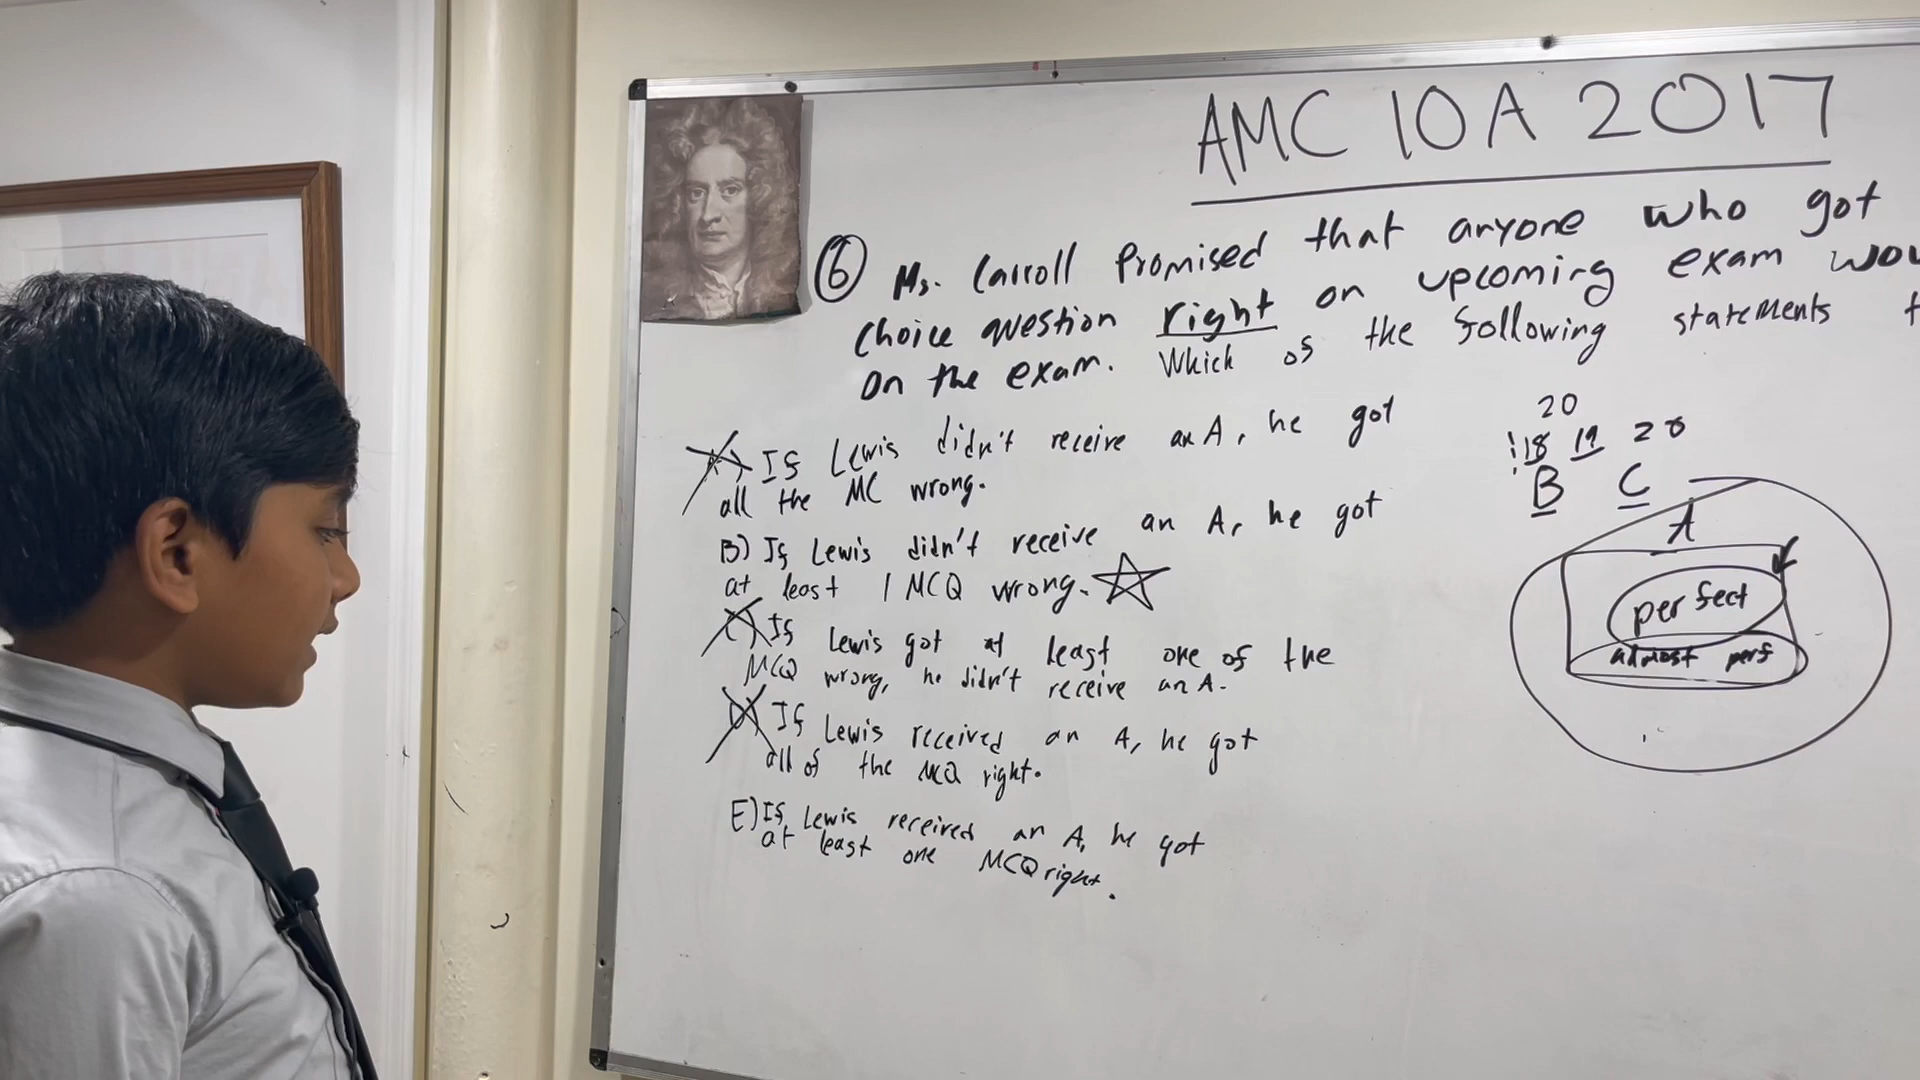 AMC 10 A 2017
⑥ Ms. Carroll Promised that anyone who got
choice question right on upcoming exam wou
on the exam. Which of the following statements
A) If Lewis didn't receive an A, he got
all the MC wrong.
B) If Lewis didn't receive an A, he got
at least 1 MCQ wrong. ☆
C) If Lewis got at least one of the
MCQ wrong, he didn't receive an A.
D) If Lewis received an A, he got
all of the MCQ right.
E) If Lewis received an A, he got
at least one MCQ right.
20
18 19 20
B C
A
perfect
almost perf